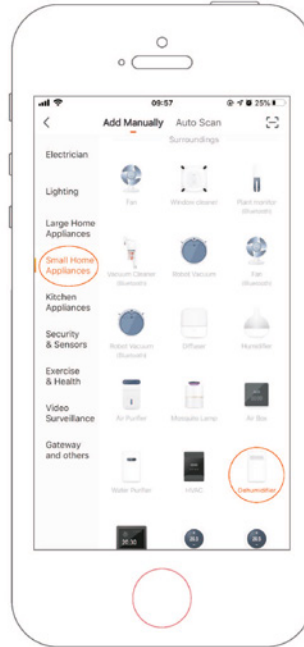 09:57
25%
Add Manually Auto Scan
Surroundings
Electrician
Lighting
Large Home
Appliances
Small Home
Appliances
Kitchen
Appliances
Security
& Sensors
Exercise
& Health
Video
Surveillance
Gateway
and others
Fan
Window cleaner
Plant monitor
(Bluetooth)
Vacuum Cleaner
(Bluetooth)
Robot Vacuum
Fan
(Bluetooth)
Robot Vacuum
(Bluetooth)
Diffuser
Humidifier
Air Purifier
Mosquito Lamp
Air Box
Water Purifier
HVAC
Dehumidifier
20:30